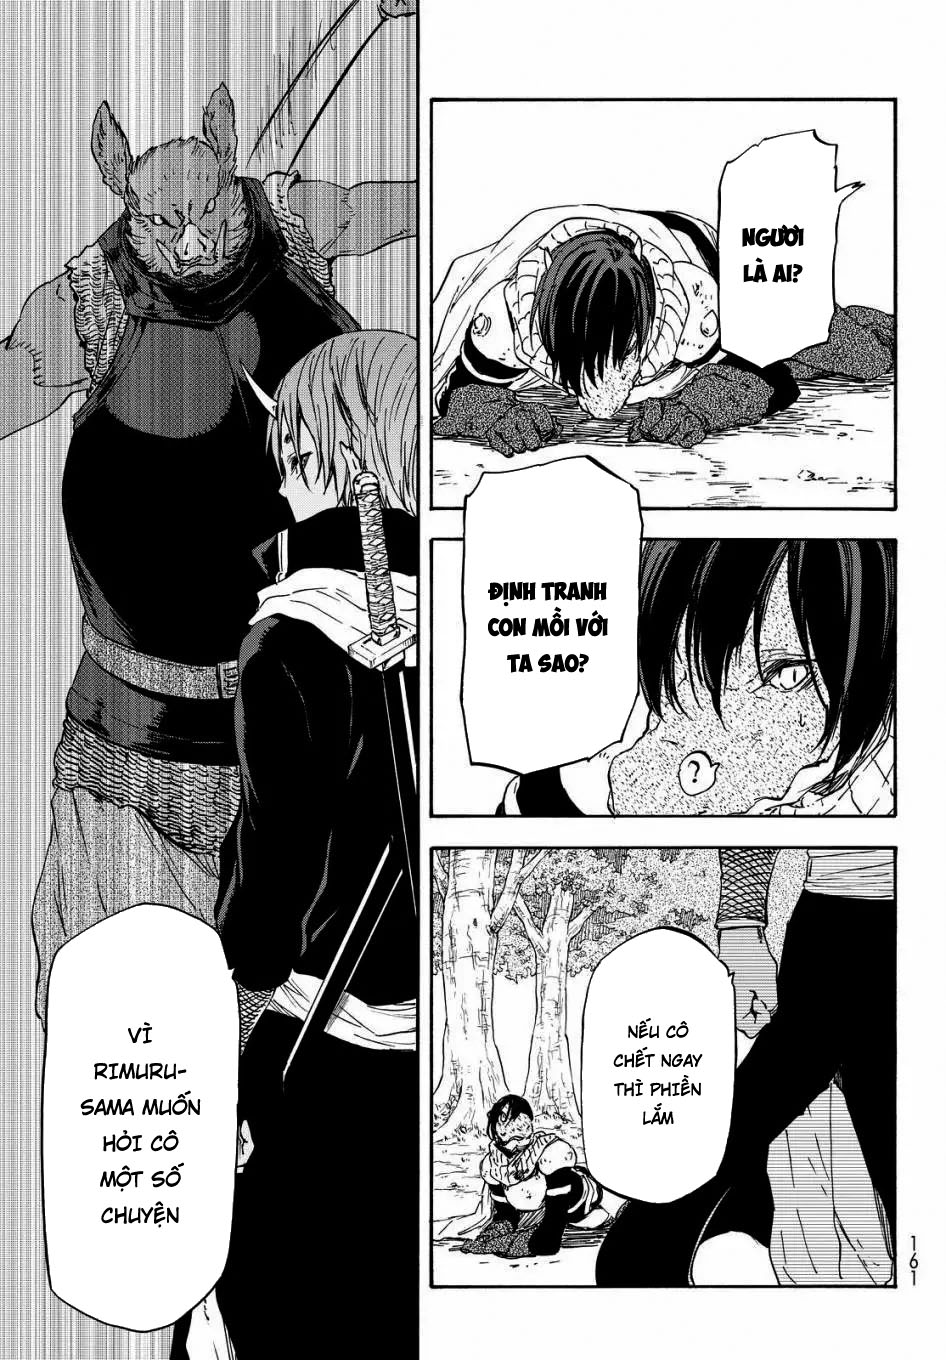 NGƯƠI
LÀ AI?
ĐỊNH TRANH
CON MỒI VỚI
TA SAO?
?
NẾU CÔ
CHẾT NGAY
THÌ PHIỀN
LẮM
VÌ
RIMURU-
SAMA MUỐN
HỎI CÔ
MỘT SỐ
CHUYỆN
161